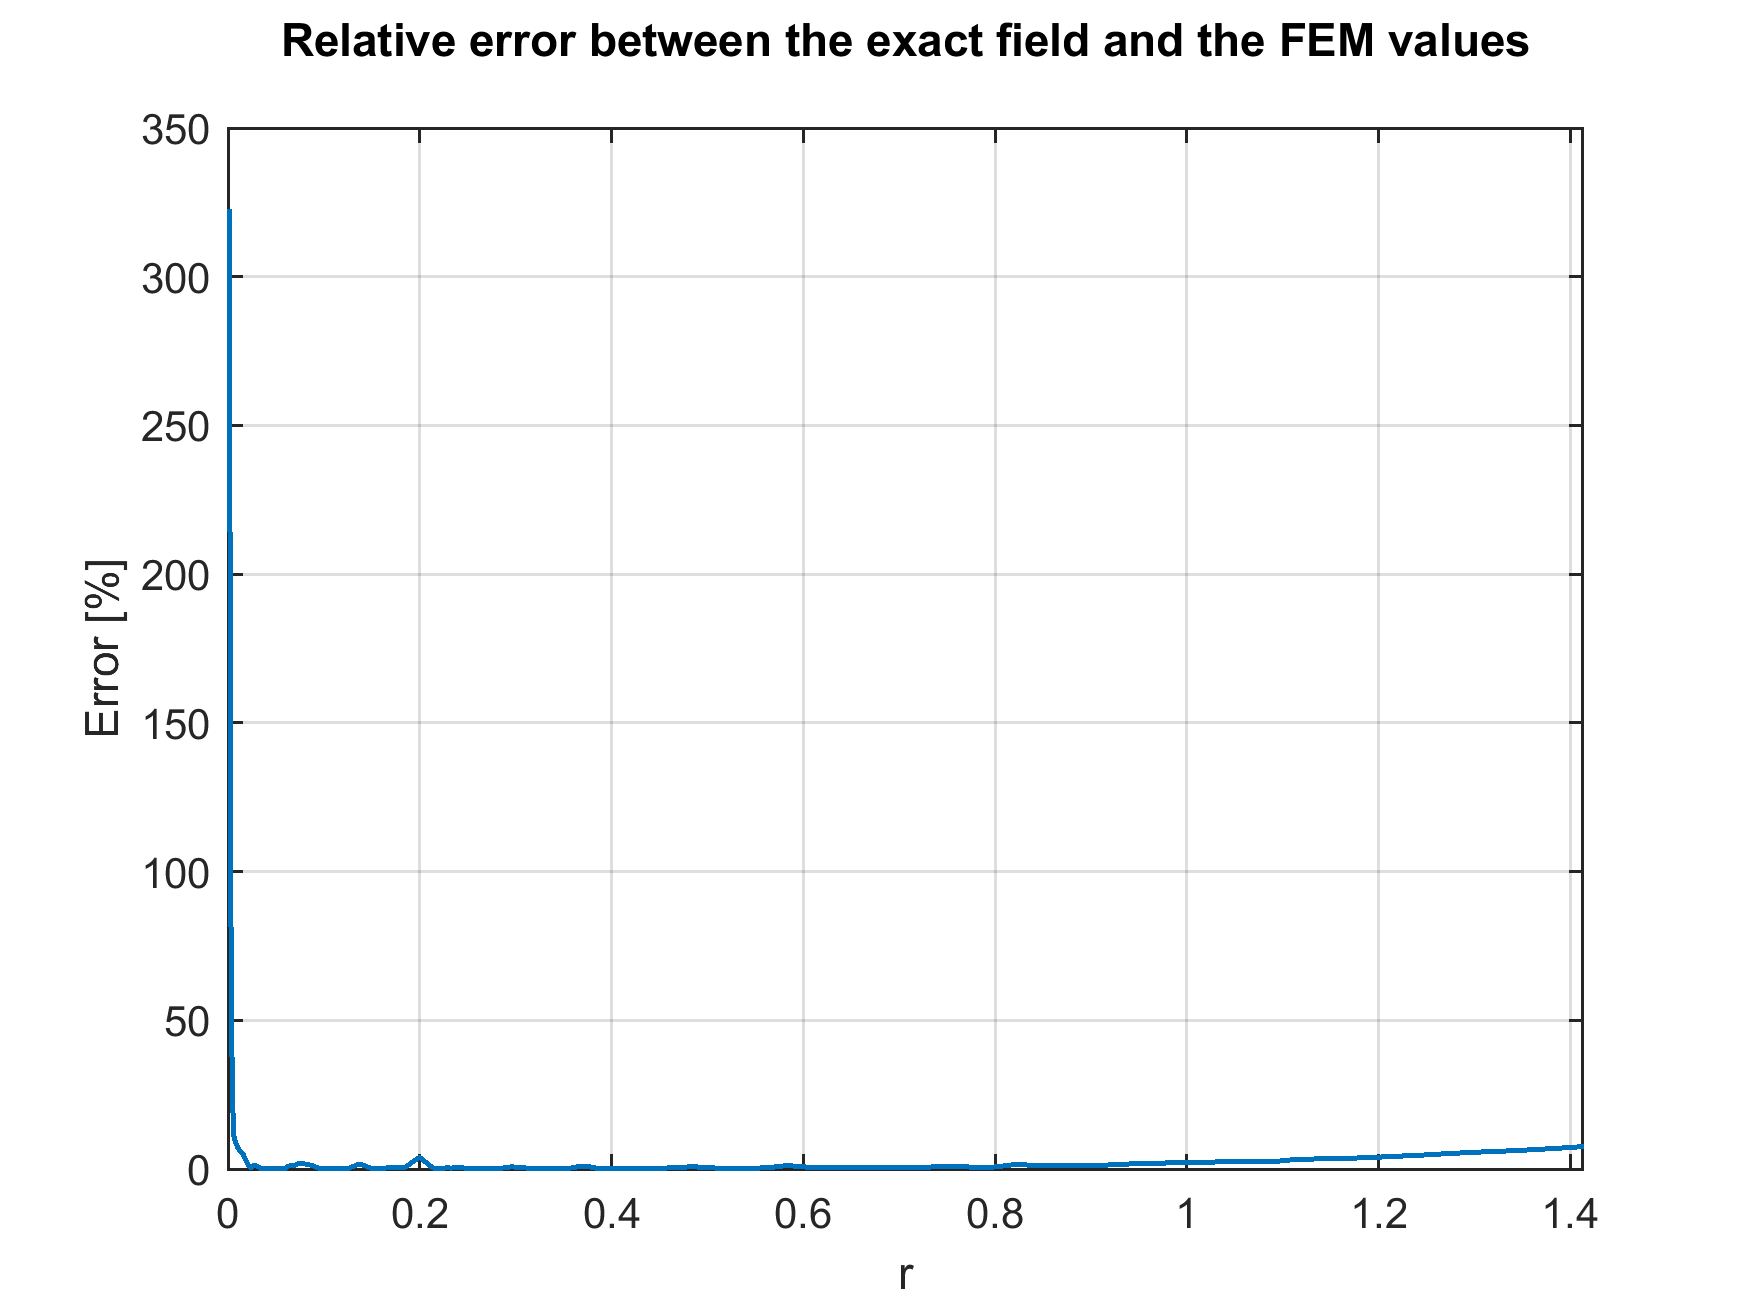 Relative error between the exact field and the FEM values
350
300
250
200
150
100
50
0
Error [%]
0 0.2 0.4 0.6 0.8 1 1.2 1.4
r